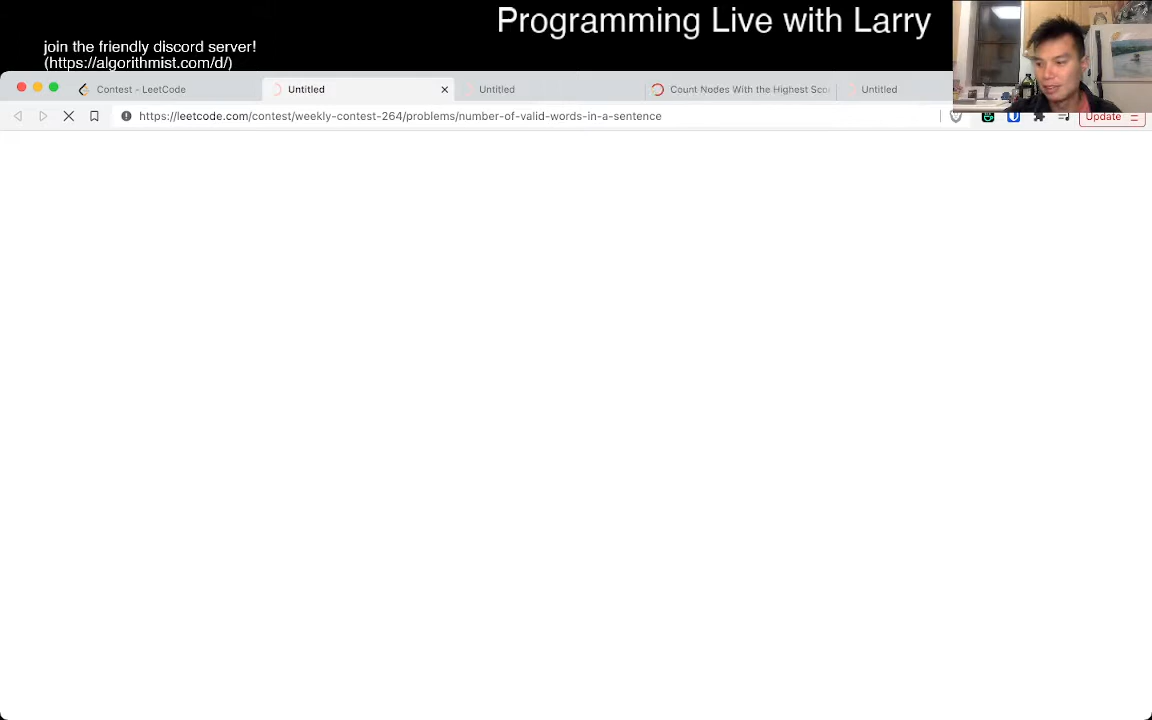 Programming Live with Larry
join the friendly discord server!
(https://algorithmist.com/d/)
Contest - LeetCode
Untitled
Untitled
Count Nodes With the Highest Sco
Untitled
https://leetcode.com/contest/weekly-contest-264/problems/number-of-valid-words-in-a-sentence
Update